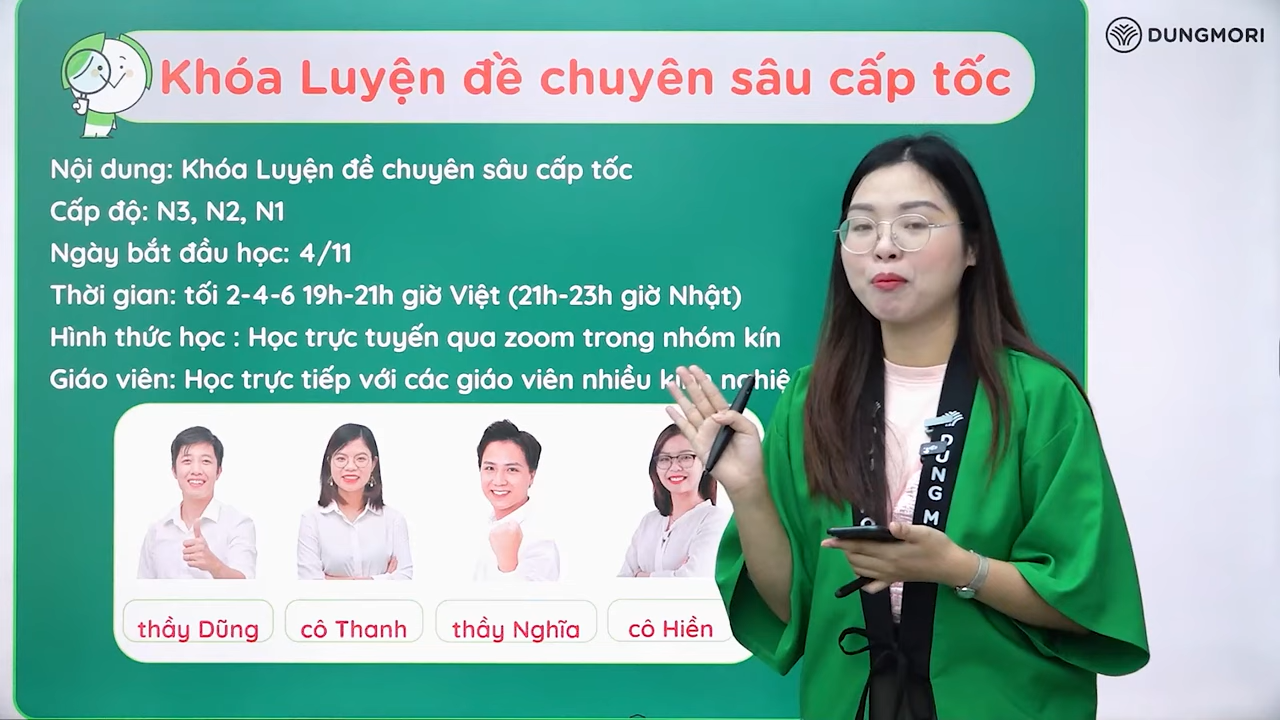 DUNGMORI
Khóa Luyện đề chuyên sâu cấp tốc
Nội dung: Khóa Luyện đề chuyên sâu cấp tốc
Cấp độ: N3, N2, N1
Ngày bắt đầu học: 4/11
Thời gian: tối 2-4-6 19h-21h giờ Việt (21h-23h giờ Nhật)
Hình thức học : Học trực tuyến qua zoom trong nhóm kín
Giáo viên: Học trực tiếp với các giáo viên nhiều
thầy Dũng
cô Thanh
thầy Nghĩa
cô Hiền
DUNG M